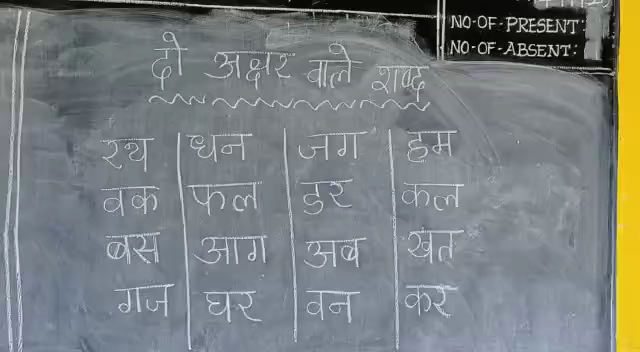 NO-OF-PRESENT:
NO-OF-ABSENT:
दो अक्षर वाले शब्द
रथ धन जग हम
वक फल डर कल
बस आग अब खत
गज घर वन कर